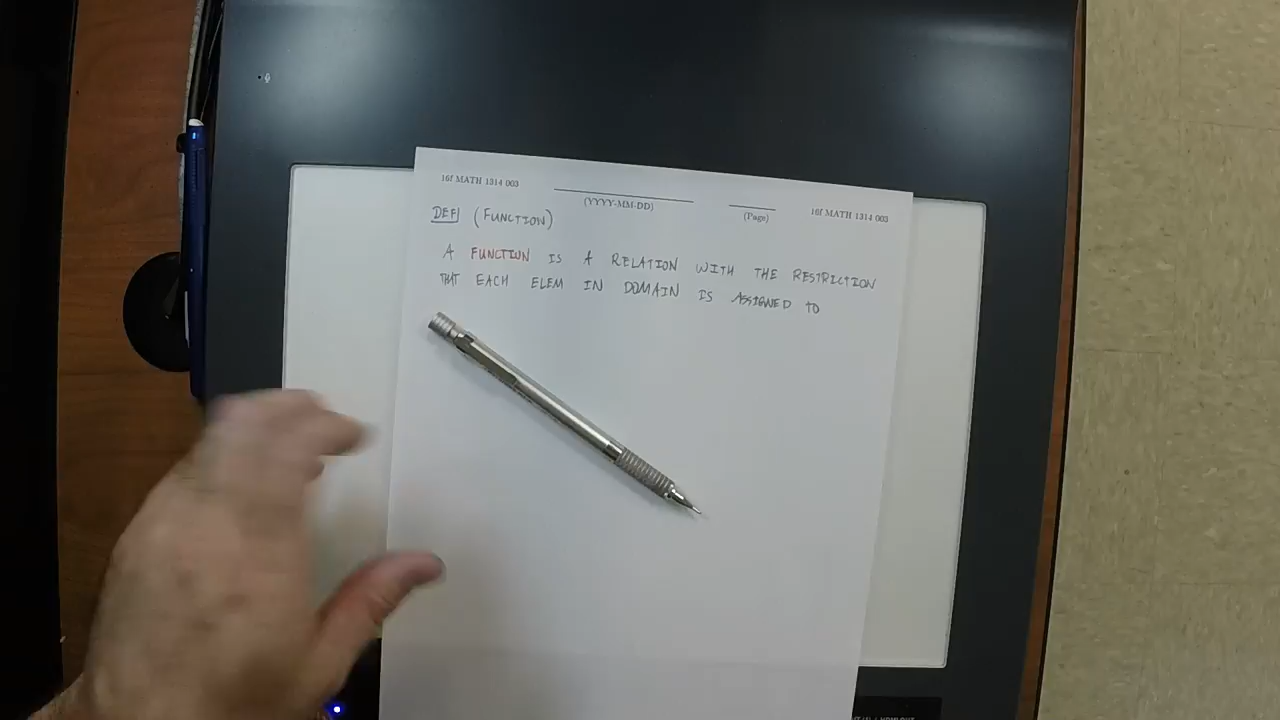 16f MATH 1314 003 (YYYY-MM-DD) (Page) 16f MATH 1314 003
DEF (FUNCTION)
A FUNCTION IS A RELATION WITH THE RESTRICTION
THAT EACH ELEM IN DOMAIN IS ASSIGNED TO